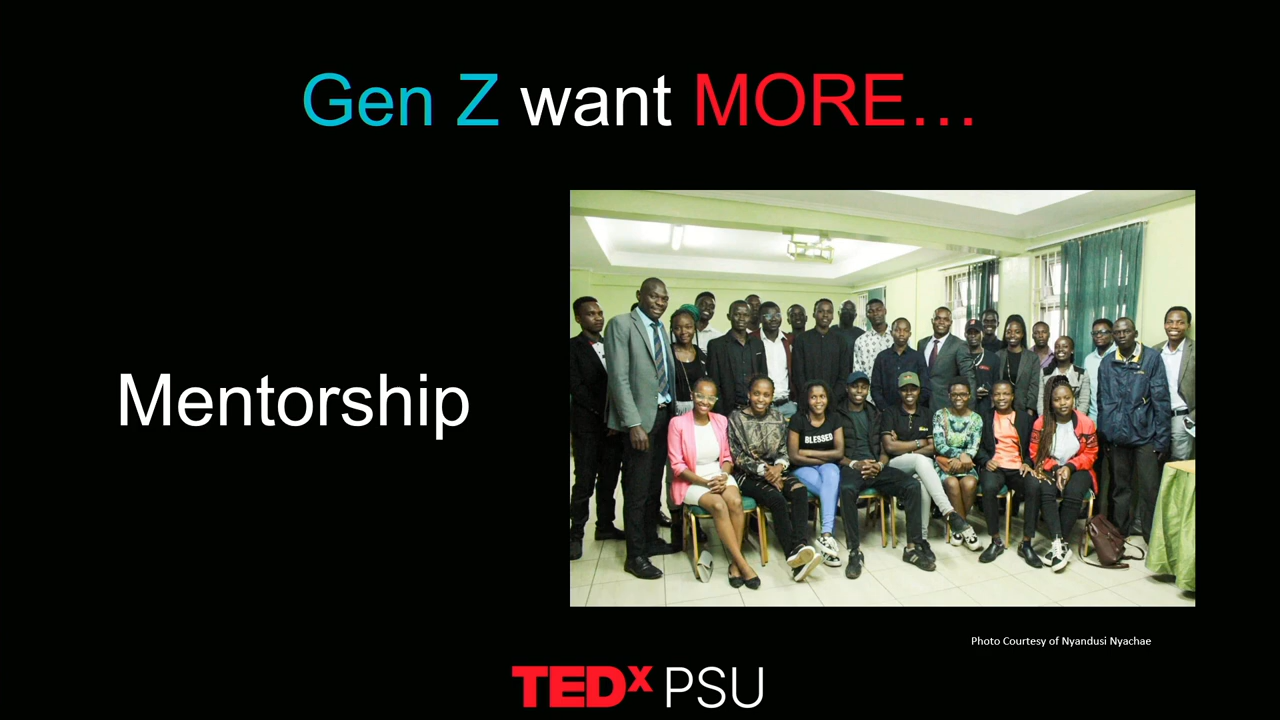 Gen Z want MORE…
Mentorship
BLESSED
Photo Courtesy of Nyandusi Nyachae
TEDx PSU